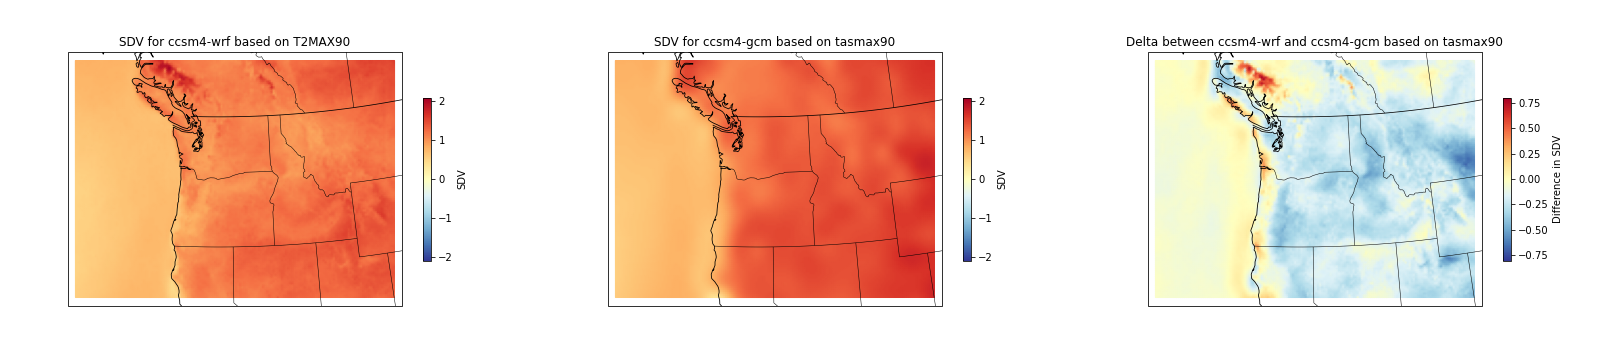 SDV for ccsm4-wrf based on T2MAX90
2
1
0
−1
−2
SDV
SDV for ccsm4-gcm based on tasmax90
2
1
0
−1
−2
SDV
Delta between ccsm4-wrf and ccsm4-gcm based on tasmax90
0.75
0.50
0.25
0.00
−0.25
−0.50
−0.75
Difference in SDV